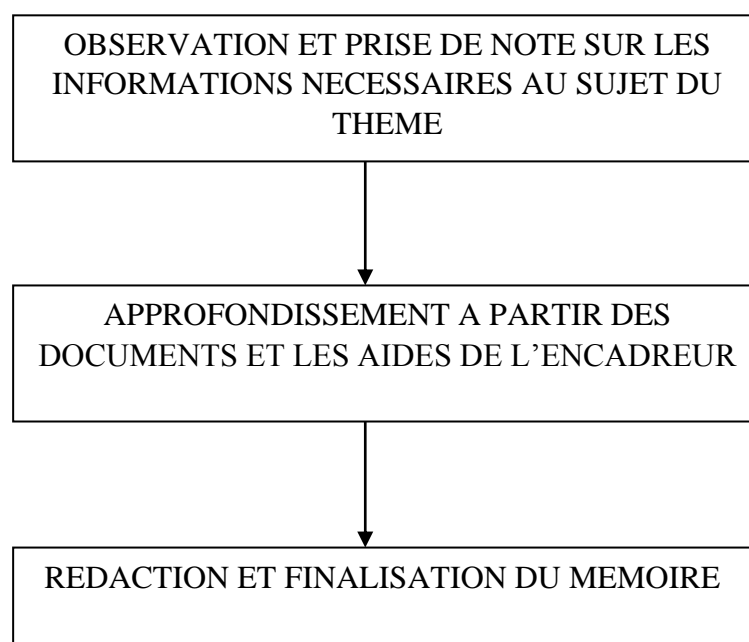 OBSERVATION ET PRISE DE NOTE SUR LES
INFORMATIONS NECESSAIRES AU SUJET DU
THEME
APPROFONDISSEMENT A PARTIR DES
DOCUMENTS ET LES AIDES DE L’ENCADREUR
REDACTION ET FINALISATION DU MEMOIRE